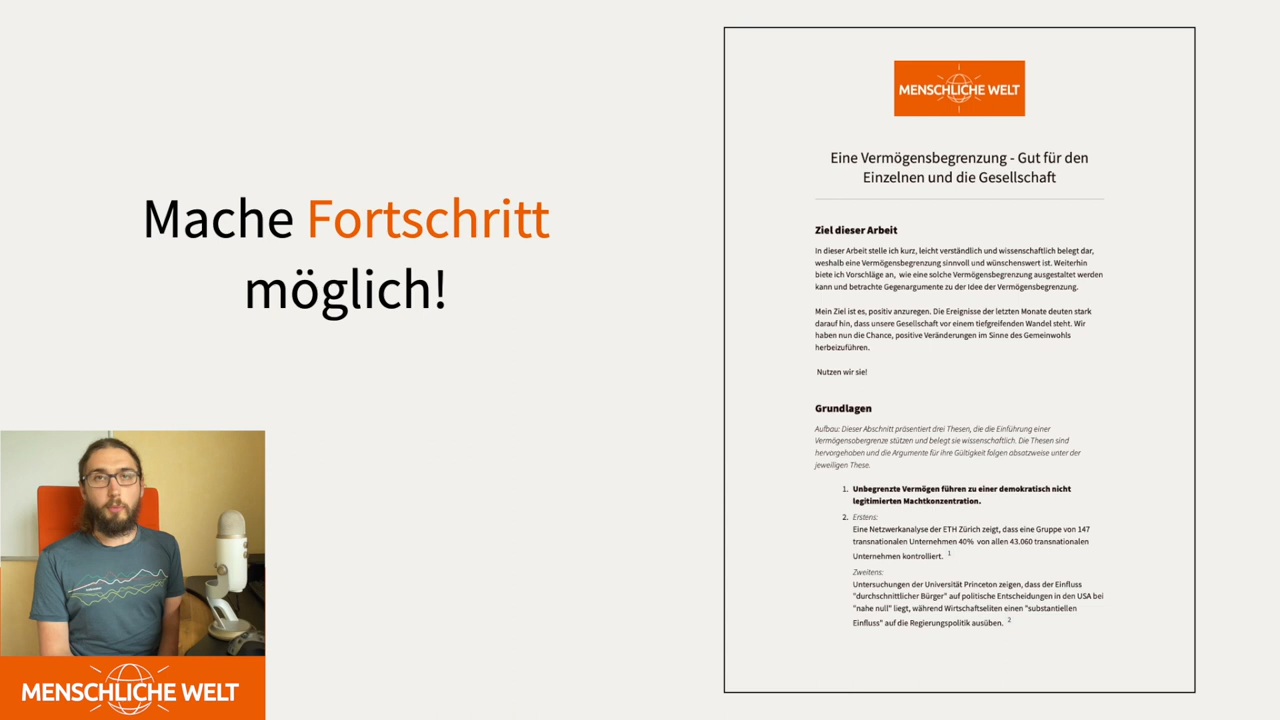 Mache Fortschritt
möglich!
MENSCHLICHE WELT
MENSCHLICHE WELT
Eine Vermögensbegrenzung - Gut für den
Einzelnen und die Gesellschaft
Ziel dieser Arbeit
In dieser Arbeit stelle ich kurz, leicht verständlich und wissenschaftlich belegt dar,
weshalb eine Vermögensbegrenzung sinnvoll und wünschenswert ist. Weiterhin
biete ich Vorschläge an, wie eine solche Vermögensbegrenzung ausgestaltet werden
kann und betrachte Gegenargumente zu der Idee der Vermögensbegrenzung.
Mein Ziel ist es, positiv anzuregen. Die Ereignisse der letzten Monate deuten stark
darauf hin, dass unsere Gesellschaft vor einem tiefgreifenden Wandel steht. Wir
haben nun die Chance, positive Veränderungen im Sinne des Gemeinwohls
herbeizuführen.
Nutzen wir sie!
Grundlagen
Aufbau: Dieser Abschnitt präsentiert drei Thesen, die die Einführung einer
Vermögensobergrenze stützen und belegt sie wissenschaftlich. Die Thesen sind
hervorgehoben und die Argumente für ihre Gültigkeit folgen absatzweise unter der
jeweiligen These.
1. Unbegrenzte Vermögen führen zu einer demokratisch nicht
legitimierten Machtkonzentration.
2. Erstens:
Eine Netzwerkanalyse der ETH Zürich zeigt, dass eine Gruppe von 147
transnationalen Unternehmen 40% von allen 43.060 transnationalen
Unternehmen kontrolliert. 1
Zweitens:
Untersuchungen der Universität Princeton zeigen, dass der Einfluss
"durchschnittlicher Bürger" auf politische Entscheidungen in den USA bei
"nahe null" liegt, während Wirtschaftseliten einen "substantiellen
Einfluss" auf die Regierungspolitik ausüben. 2